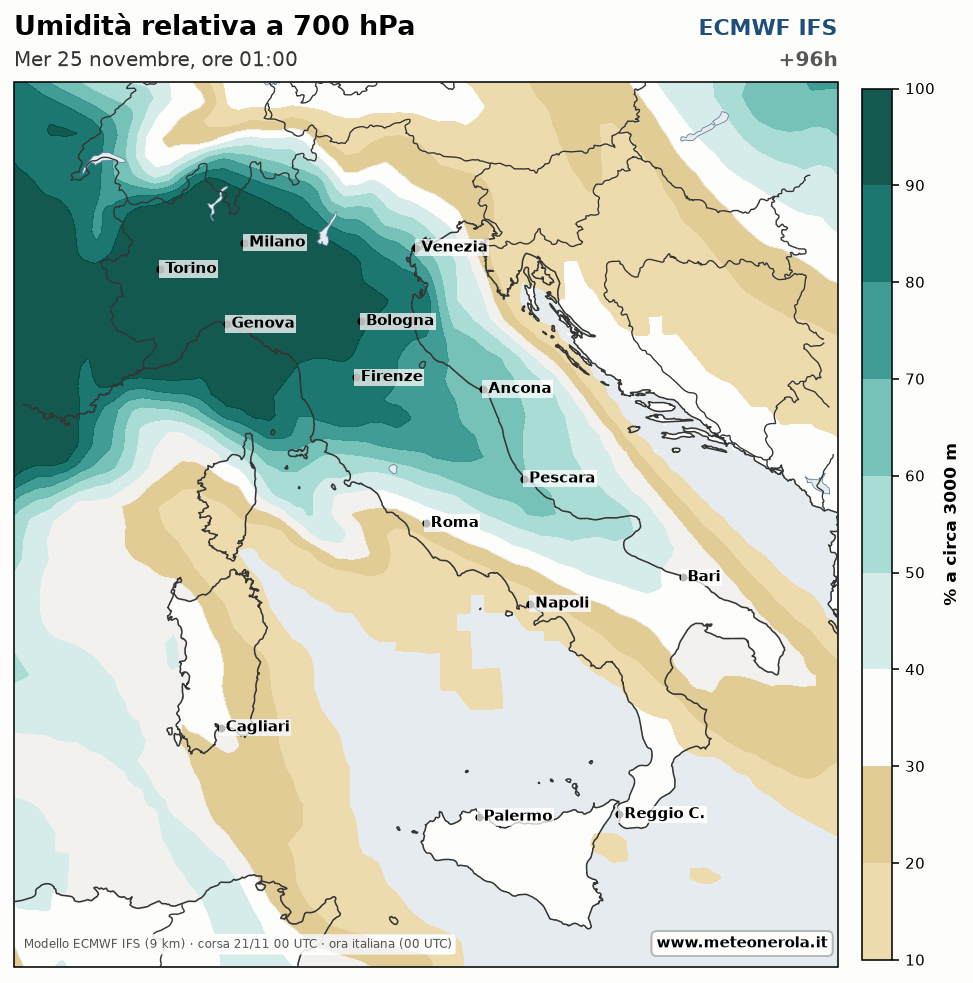 Umidità relativa a 700 hPa
ECMWF IFS
Mer 25 novembre, ore 01:00
+96h
Milano
Venezia
Torino
Genova
Bologna
Firenze
Ancona
Pescara
Roma
Bari
Napoli
Cagliari
Palermo
Reggio C.
100
90
80
70
60
50
40
30
20
10
% a circa 3000 m
Modello ECMWF IFS (9 km) · corsa 21/11 00 UTC · ora italiana (00 UTC)
www.meteonerola.it